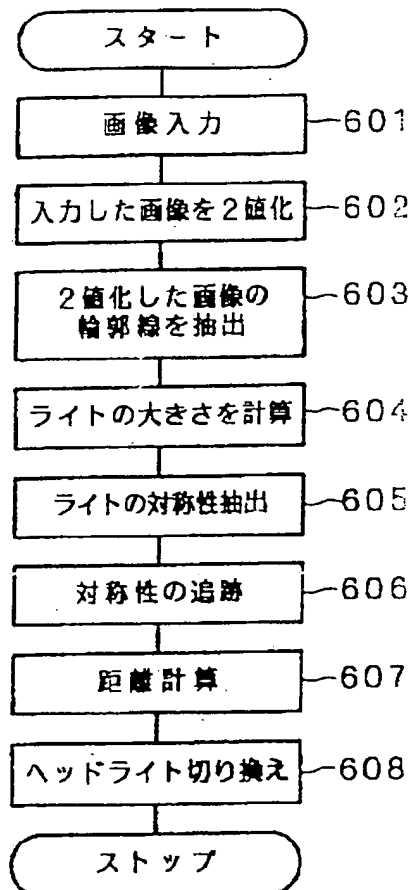 スタート
画像入力
601
入力した画像を2値化
602
2値化した画像の
輪郭線を抽出
603
ライトの大きさを計算
604
ライトの対称性抽出
605
対称性の追跡
606
距離計算
607
ヘッドライト切り換え
608
ストップ